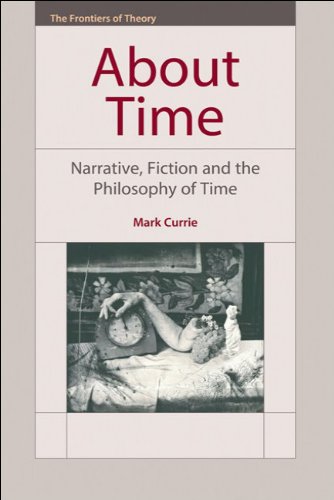 The Frontiers of Theory
About
Time
Narrative, Fiction and the
Philosophy of Time
Mark Currie